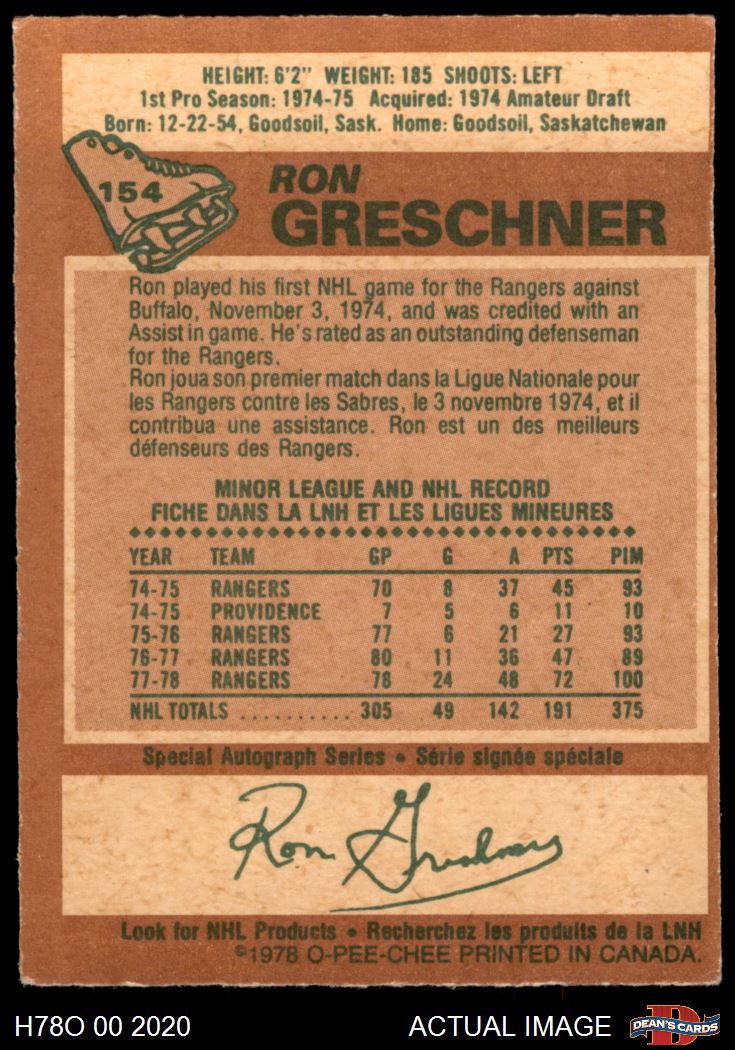 HEIGHT: 6'2" WEIGHT: 185 SHOOTS: LEFT
1st Pro Season: 1974-75 Acquired: 1974 Amateur Draft
Born: 12-22-54, Goodsoil, Sask. Home: Goodsoil, Saskatchewan
154
RON
GRESCHNER
Ron played his first NHL game for the Rangers against
Buffalo, November 3, 1974, and was credited with an
Assist in game. He's rated as an outstanding defenseman
for the Rangers.
Ron joua son premier match dans la Ligue Nationale pour
les Rangers contre les Sabres, le 3 novembre 1974, et il
contribua une assistance. Ron est un des meilleurs
défenseurs des Rangers.
MINOR LEAGUE AND NHL RECORD
FICHE DANS LA LNH ET LES LIGUES MINEURES
YEAR TEAM GP G A PTS PIM
74-75 RANGERS 70 8 37 45 93
74-75 PROVIDENCE 7 5 6 11 10
75-76 RANGERS 77 6 21 27 93
76-77 RANGERS 80 11 36 47 89
77-78 RANGERS 78 24 48 72 100
NHL TOTALS .......... 305 49 142 191 375
Special Autograph Series • Série signée spéciale
Ron Greschner
Look for NHL Products • Recherchez les produits de la LNH
©1978 O-PEE-CHEE PRINTED IN CANADA.
H78O 00 2020 ACTUAL IMAGE D DEAN'S CARDS